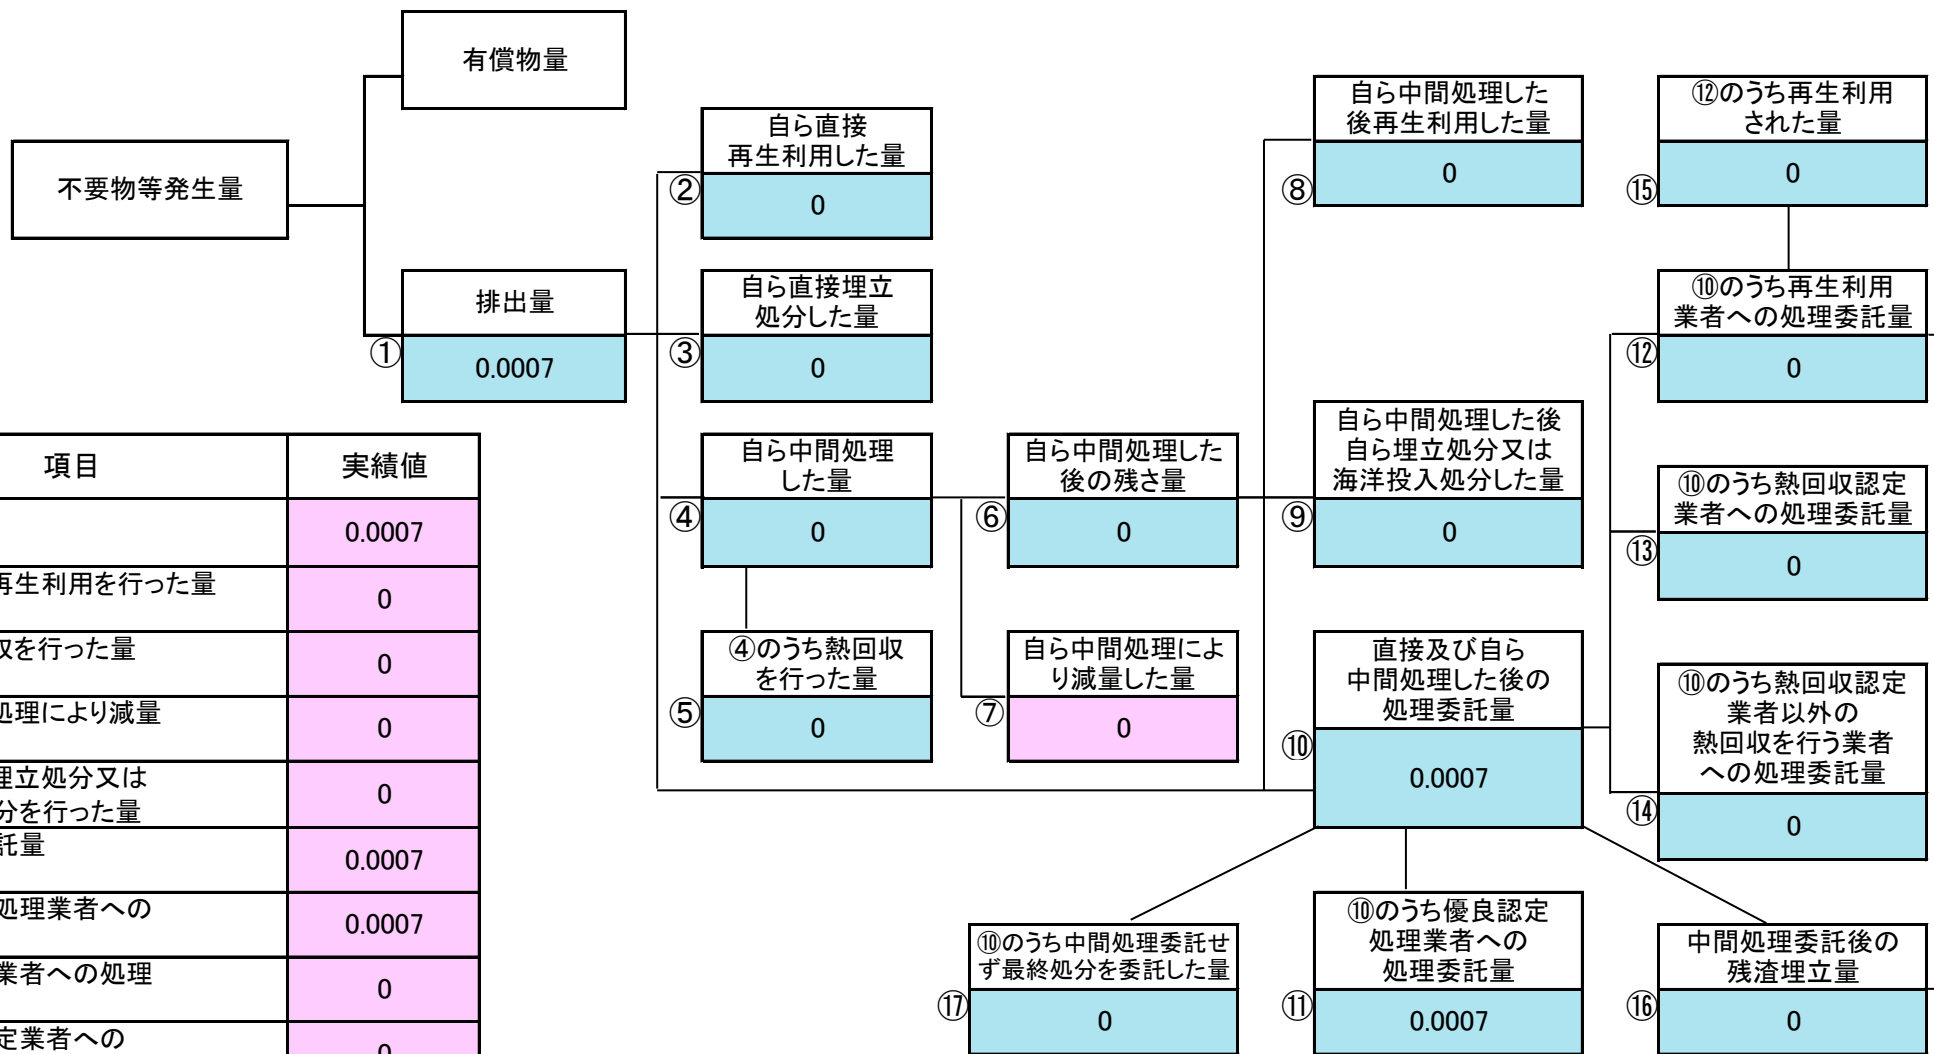 有償物量
不要物等発生量
排出量
①
0.0007
自ら直接
再生利用した量
②
0
自ら直接埋立
処分した量
③
0
自ら中間処理
した量
④
0
④のうち熱回収
を行った量
⑤
0
自ら中間処理した
後の残さ量
⑥
0
自ら中間処理によ
り減量した量
⑦
0
自ら中間処理した
後再生利用した量
⑧
0
自ら中間処理した後
自ら埋立処分又は
海洋投入処分した量
⑨
0
直接及び自ら
中間処理した後の
処理委託量
⑩
0.0007
⑩のうち優良認定
処理業者への
処理委託量
⑪
0.0007
⑫のうち再生利用
された量
⑮
0
⑩のうち再生利用
業者への処理委託量
⑫
0
⑩のうち熱回収認定
業者への処理委託量
⑬
0
⑩のうち熱回収認定
業者以外の
熱回収を行う業者
への処理委託量
⑭
0
中間処理委託後の
残渣埋立量
⑯
0
⑩のうち中間処理委託せ
ず最終処分を委託した量
⑰
0
項目 実績値
0.0007
再生利用を行った量
0
収を行った量
0
処理により減量
0
埋立処分又は
分を行った量
0
託量
0.0007
処理業者への
0.0007
業者への処理
0
定業者への
0